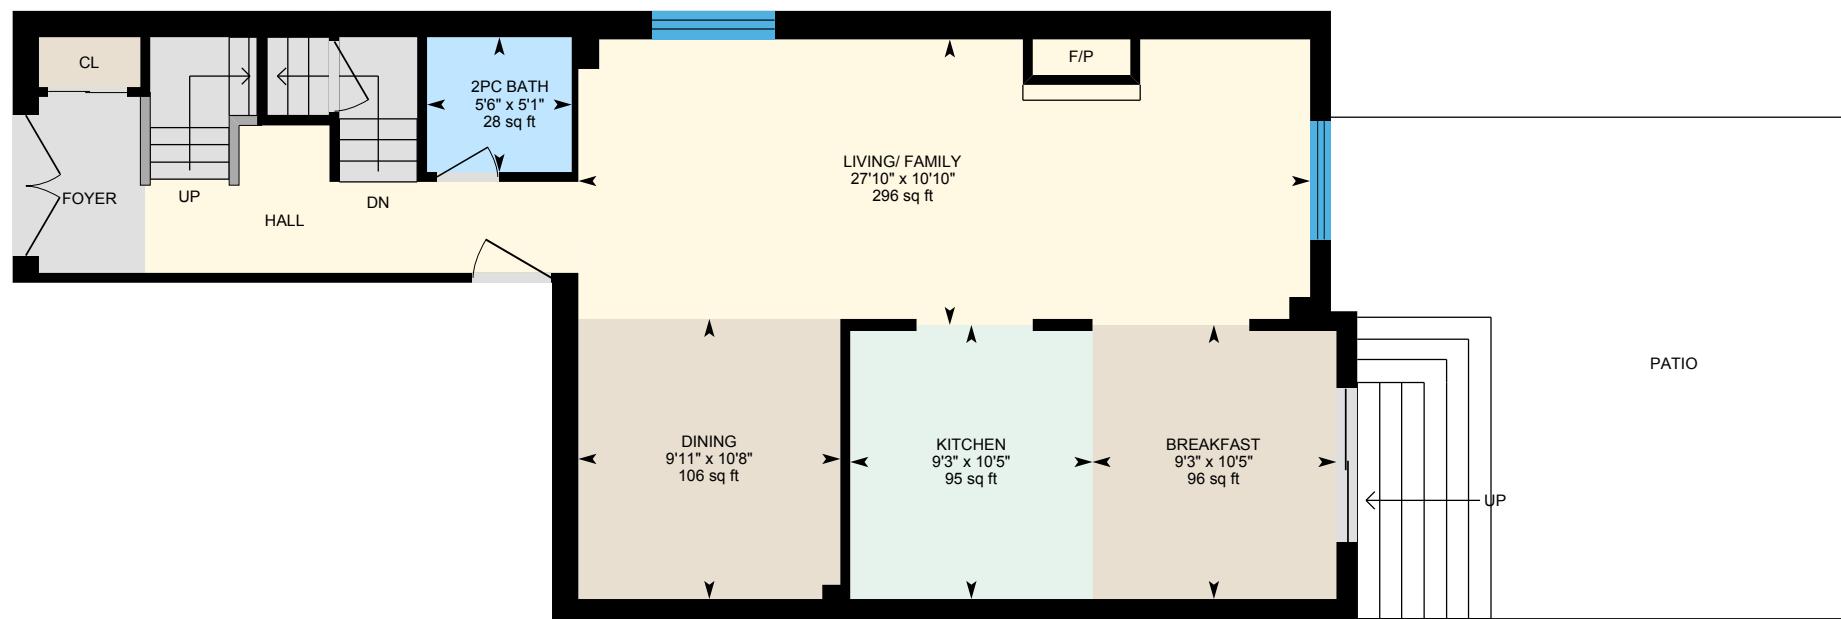 CL
2PC BATH
5'6" x 5'1"
28 sq ft
F/P
LIVING/ FAMILY
27'10" x 10'10"
296 sq ft
FOYER
UP
DN
HALL
PATIO
DINING
9'11" x 10'8"
106 sq ft
KITCHEN
9'3" x 10'5"
95 sq ft
BREAKFAST
9'3" x 10'5"
96 sq ft
UP